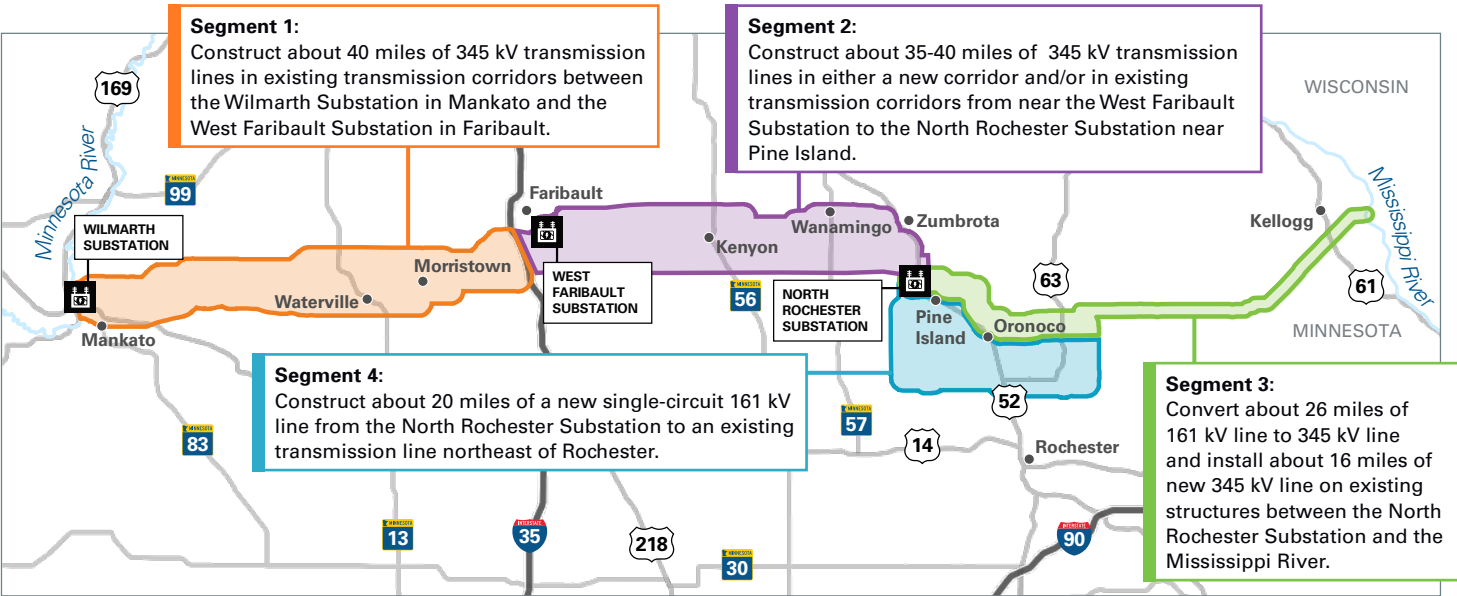 Segment 1:
Construct about 40 miles of 345 kV transmission
lines in existing transmission corridors between
the Wilmarth Substation in Mankato and the
West Faribault Substation in Faribault.
Segment 2:
Construct about 35-40 miles of 345 kV transmission
lines in either a new corridor and/or in existing
transmission corridors from near the West Faribault
Substation to the North Rochester Substation near
Pine Island.
WISCONSIN
169
Minnesota River
MINNESOTA
99
Faribault
Mississippi River
Kellogg
Wanamingo
Zumbrota
WILMARTH
SUBSTATION
Kenyon
Morristown
WEST
FARIBAULT
SUBSTATION
63
61
MINNESOTA
56
NORTH
ROCHESTER
SUBSTATION
Waterville
Pine
Island
Oronoco
MINNESOTA
Mankato
Segment 4:
Construct about 20 miles of a new single-circuit 161 kV
line from the North Rochester Substation to an existing
transmission line northeast of Rochester.
Segment 3:
Convert about 26 miles of
161 kV line to 345 kV line
and install about 16 miles of
new 345 kV line on existing
structures between the North
Rochester Substation and the
Mississippi River.
52
MINNESOTA
57
MINNESOTA
83
14
Rochester
MINNESOTA
13
INTERSTATE
35
218
INTERSTATE
90
MINNESOTA
30